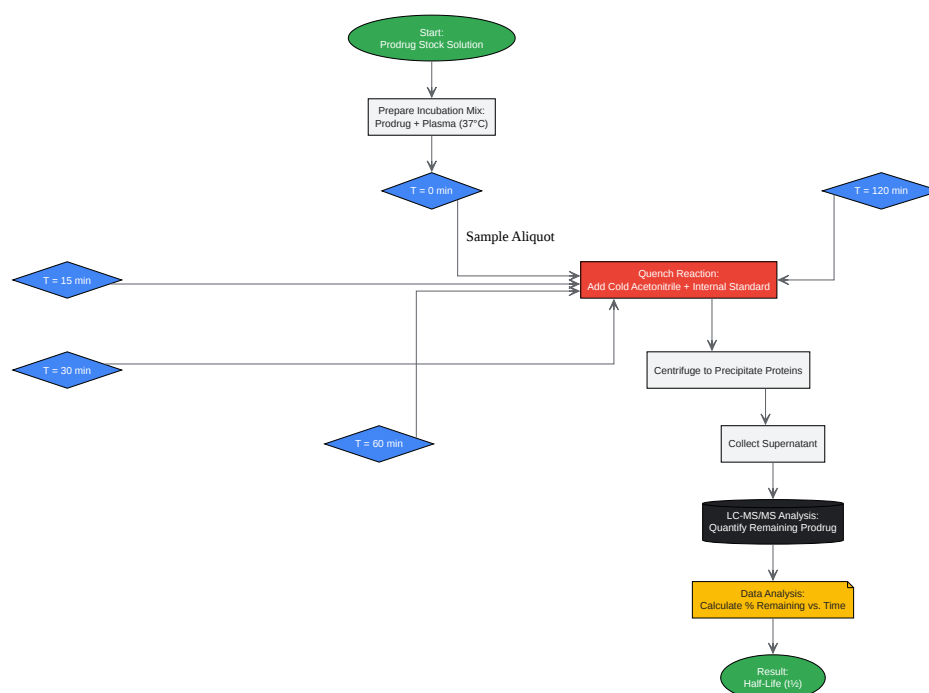 Start:
Prodrug Stock Solution
Prepare Incubation Mix:
Prodrug + Plasma (37°C)
T = 0 min
T = 120 min
Sample Aliquot
T = 15 min
Quench Reaction:
Add Cold Acetonitrile + Internal Standard
T = 30 min
Centrifuge to Precipitate Proteins
T = 60 min
Collect Supernatant
LC-MS/MS Analysis:
Quantify Remaining Prodrug
Data Analysis:
Calculate % Remaining vs. Time
Result:
Half-Life (t½)